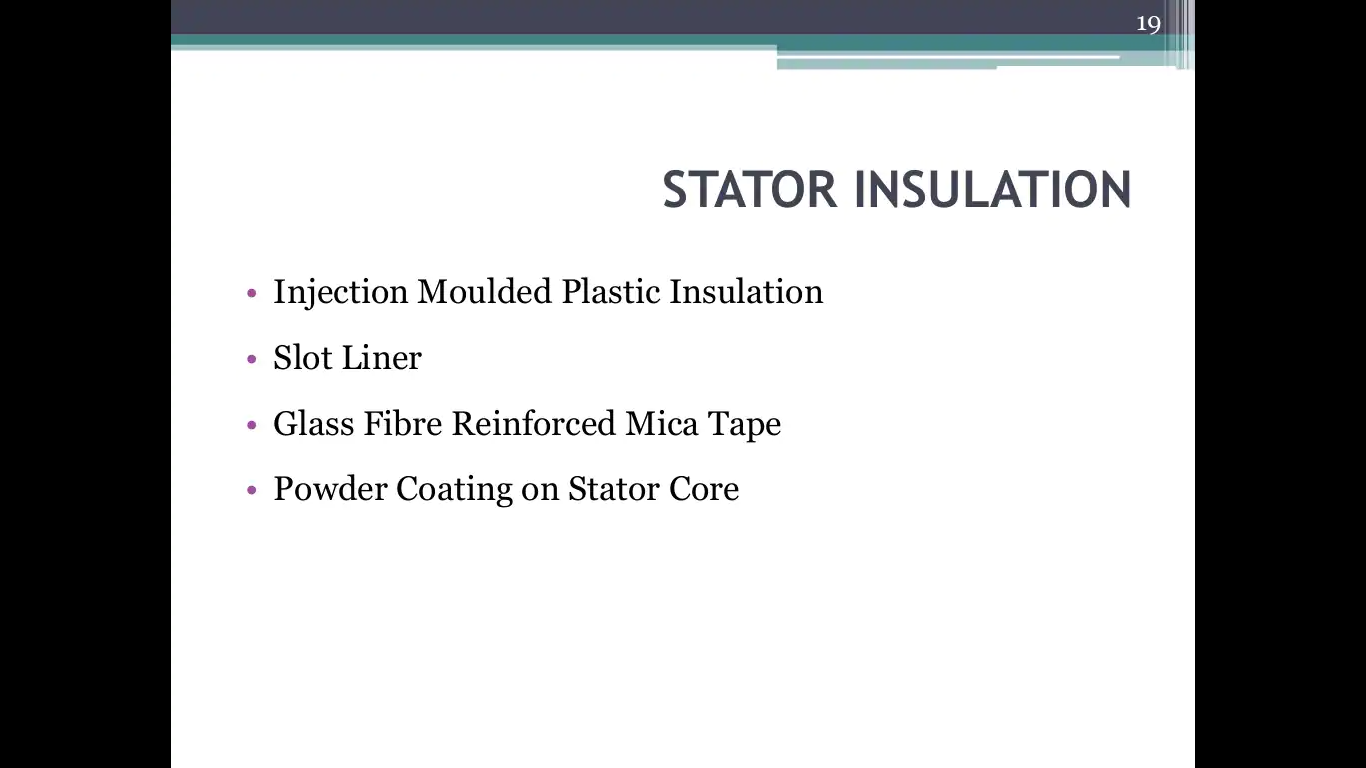 19
STATOR INSULATION
• Injection Moulded Plastic Insulation
• Slot Liner
• Glass Fibre Reinforced Mica Tape
• Powder Coating on Stator Core